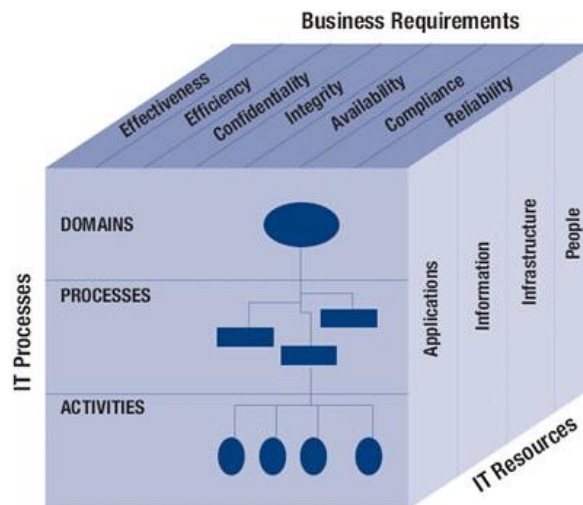 Business Requirements
Effectiveness
Efficiency
Confidentiality
Integrity
Availability
Compliance
Reliability
IT Processes
DOMAINS
PROCESSES
ACTIVITIES
Applications
Information
Infrastructure
People
IT Resources